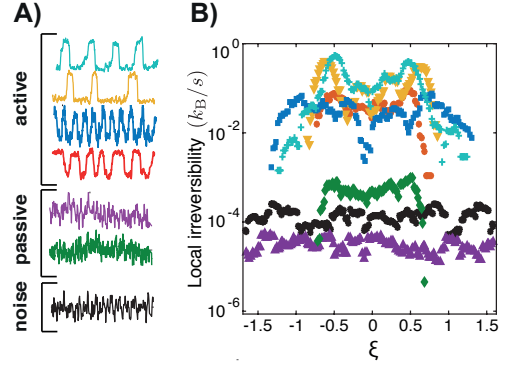 A)
active
passive
noise
B)
Local irreversibility (k_B/s)
10^0
10^-2
10^-4
10^-6
-1.5 -1 -0.5 0 0.5 1 1.5
ξ